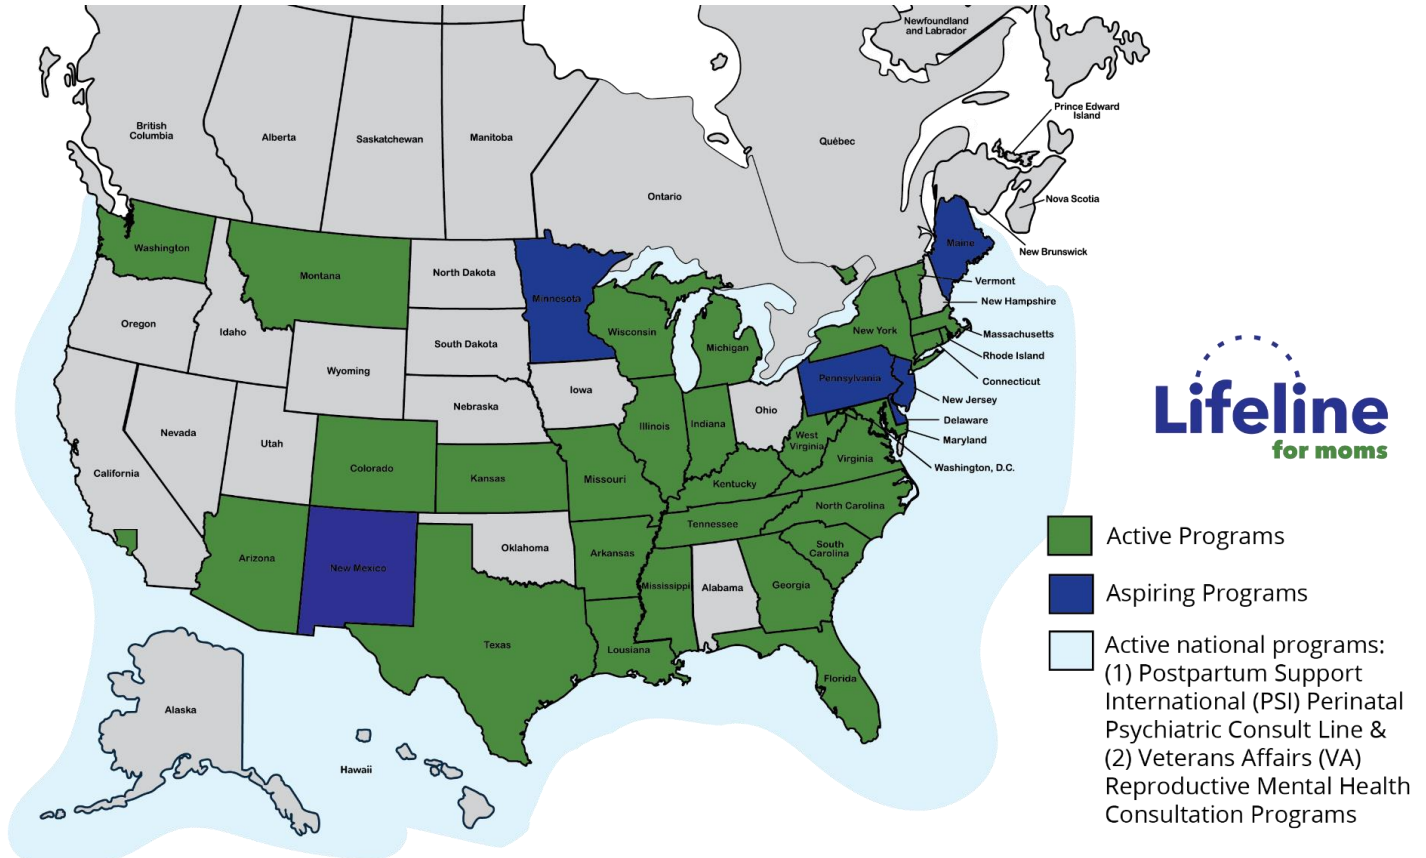 Newfoundland
and Labrador
Prince Edward
Island
British
Columbia
Alberta
Saskatchewan
Manitoba
Québec
Ontario
Nova Scotia
New Brunswick
Washington
Montana
North Dakota
Minnesota
Maine
Vermont
New Hampshire
Oregon
Idaho
South Dakota
Wisconsin
Michigan
New York
Massachusetts
Rhode Island
Connecticut
Wyoming
Iowa
Pennsylvania
New Jersey
Nebraska
Ohio
Delaware
Nevada
Utah
Illinois
Indiana
West
Virginia
Maryland
Washington, D.C.
California
Colorado
Kansas
Missouri
Kentucky
Virginia
North Carolina
Tennessee
South
Carolina
Arizona
New Mexico
Oklahoma
Arkansas
Mississippi
Alabama
Georgia
Texas
Lousiana
Florida
Alaska
Hawaii
Lifeline
for moms
Active Programs
Aspiring Programs
Active national programs:
(1) Postpartum Support
International (PSI) Perinatal
Psychiatric Consult Line &
(2) Veterans Affairs (VA)
Reproductive Mental Health
Consultation Programs